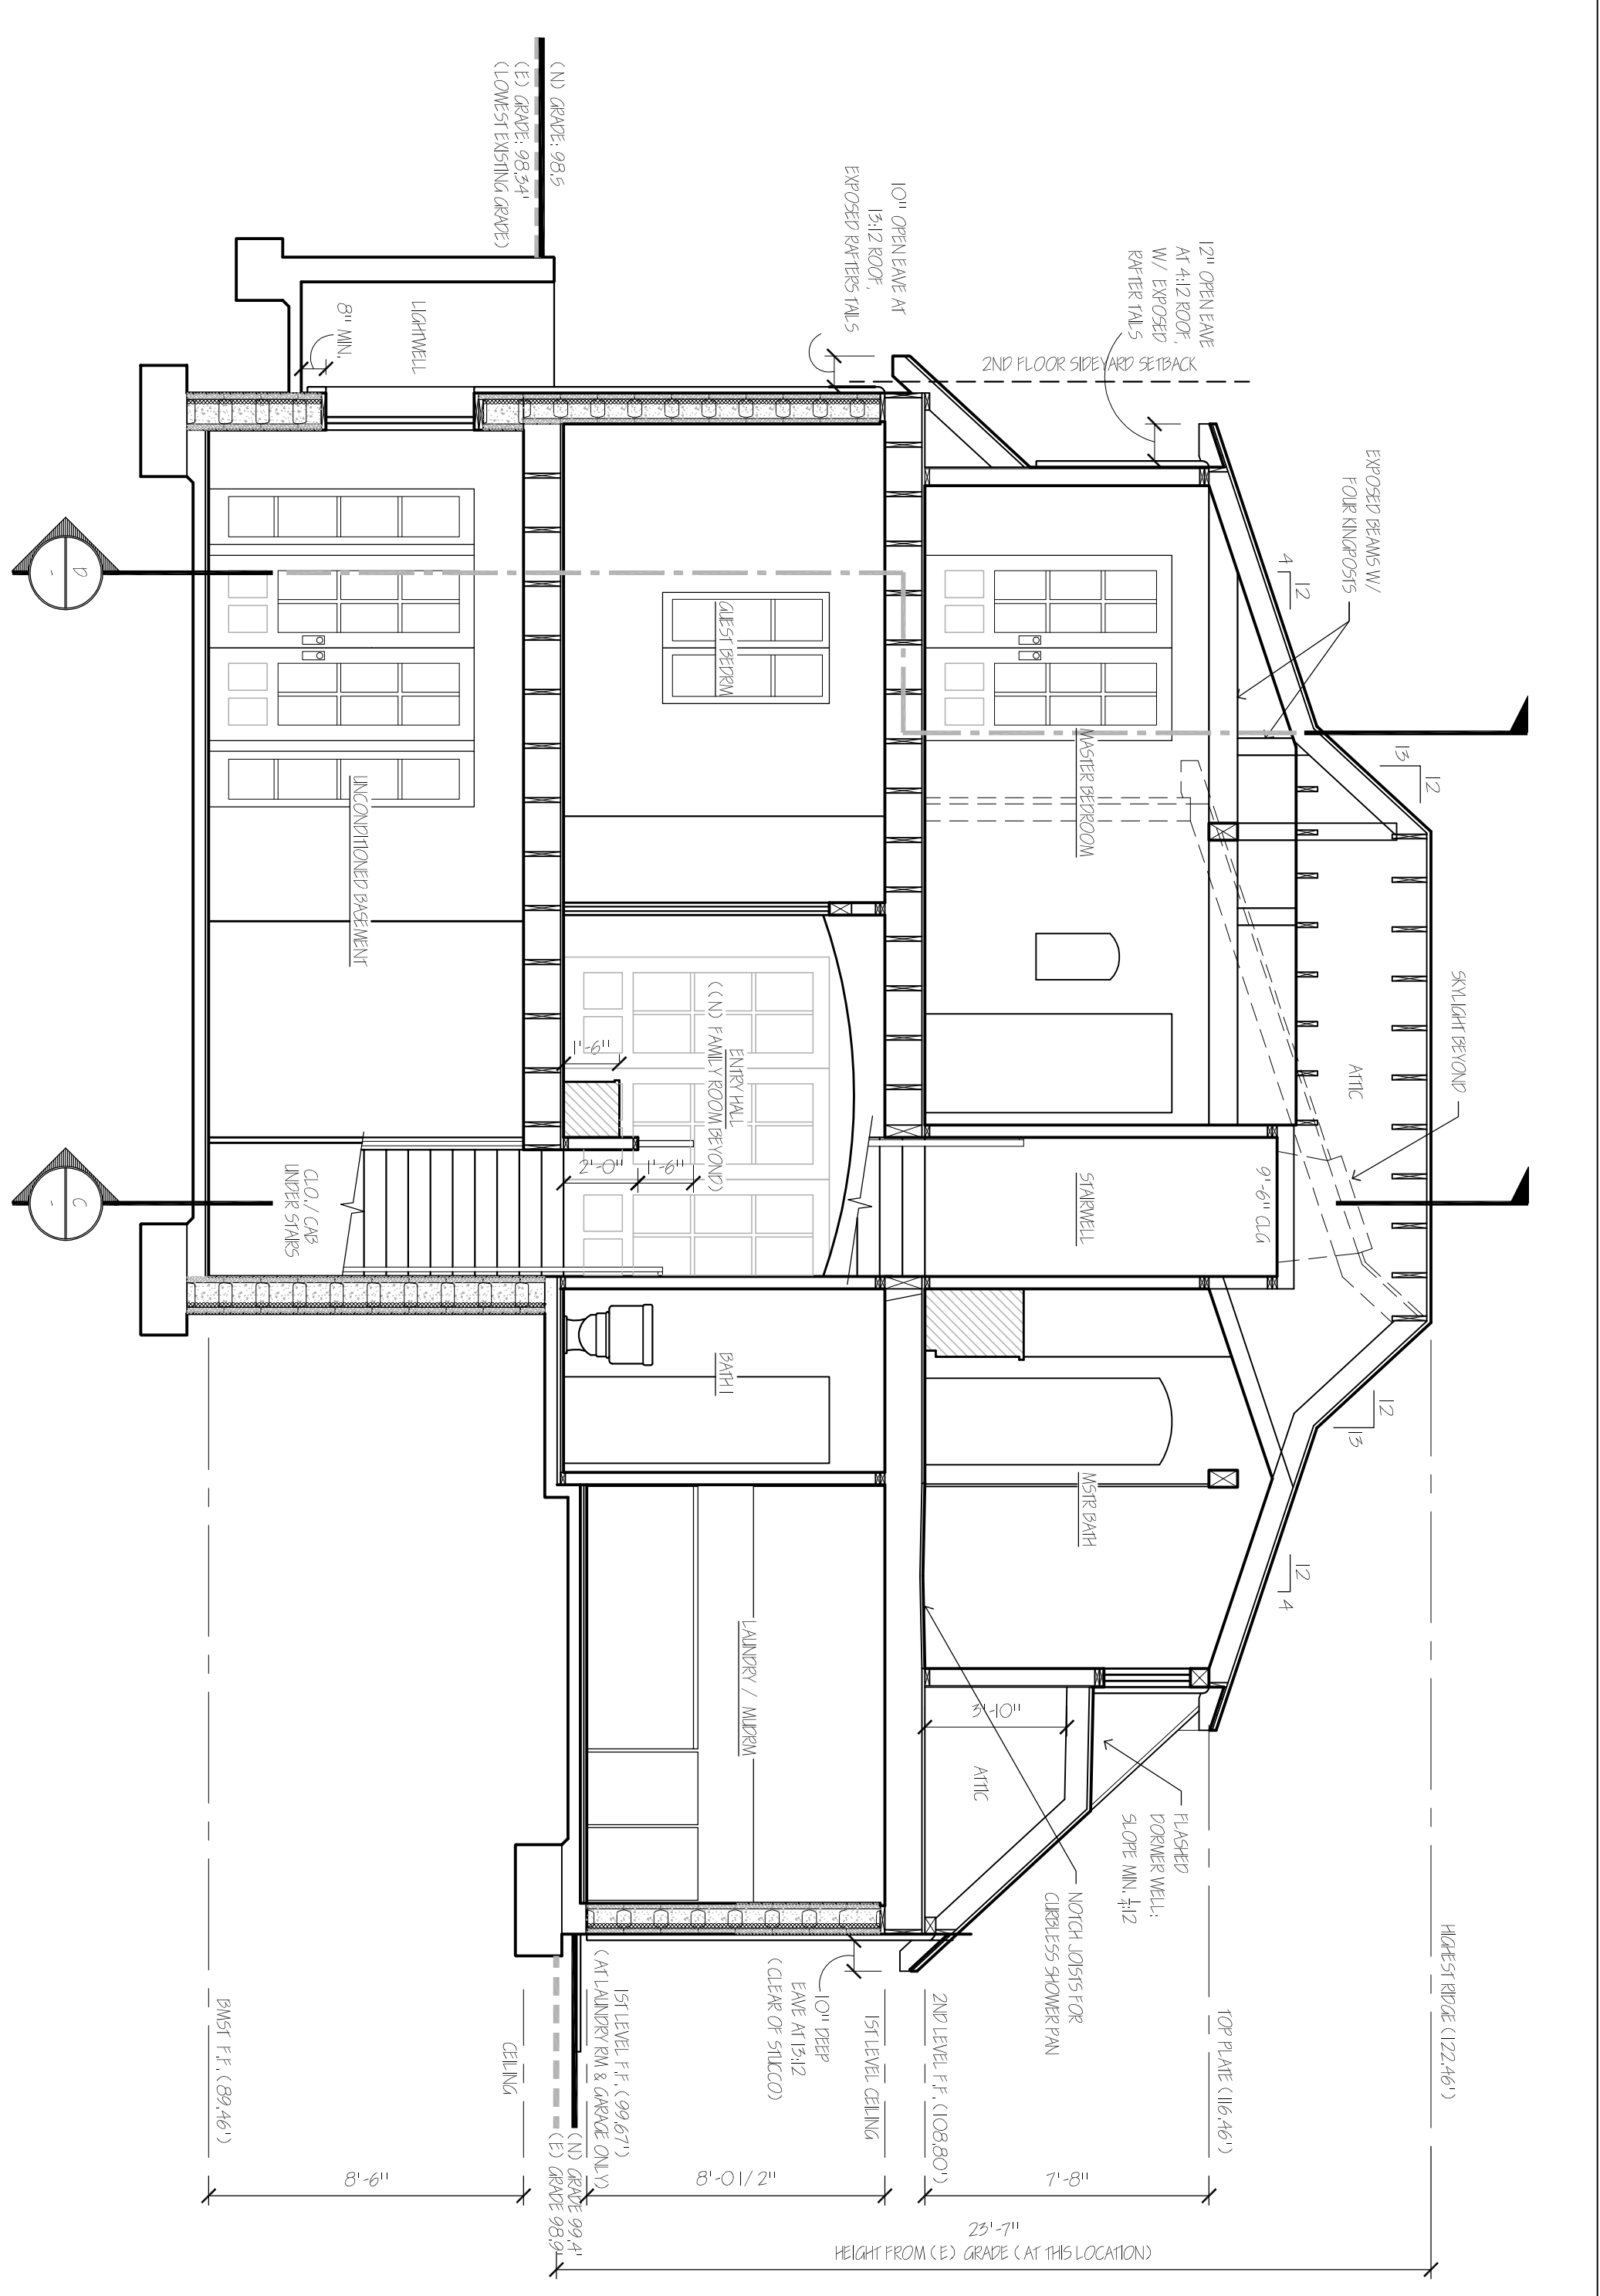 HIGHEST RIDGE (122.46')
SKYLIGHT BEYOND
EXPOSED BEAMS W/
FOUR KINGPOSTS
12
4
12
13
ATTIC
12
13
12
4
12" OPEN EAVE
AT 4:12 ROOF,
W/ EXPOSED
RAFTER TAILS
2ND FLOOR SIDEYARD SETBACK
TOP PLATE (116.46')
9'-6" CLG
MASTER BEDROOM
STAIRWELL
MSTR BATH
3'-10"
ATTIC
FLASHED
DORMER WELL:
SLOPE MIN. 1/4:12
NOTCH JOISTS FOR
CURBLESS SHOWER PAN
10" OPEN EAVE AT
13:12 ROOF,
EXPOSED RAFTERS TAILS
2ND LEVEL F.F. (108.80')
1ST LEVEL CEILING
10" DEEP
EAVE AT 13:12
(CLEAR OF STUCCO)
GUEST BEDRM
ENTRY HALL
((N) FAMILY ROOM BEYOND)
1'-6"
2'-0"
1'-6"
BATH 1
LAUNDRY / MUDRM
1ST LEVEL F.F. (99.67')
(AT LAUNDRY RM & GARAGE ONLY)
(N) GRADE 99.4'
(E) GRADE 98.9'
(N) GRADE: 98.5
(E) GRADE: 98.34'
(LOWEST EXISTING GRADE)
LIGHTWELL
8" MIN.
UNCONDITIONED BASEMENT
CLO. / CAB
UNDER STAIRS
CEILING
BMST F.F. (89.46')
D
-
C
-
8'-6"
8'-0 1/2"
7'-8"
23'-7"
HEIGHT FROM (E) GRADE (AT THIS LOCATION)